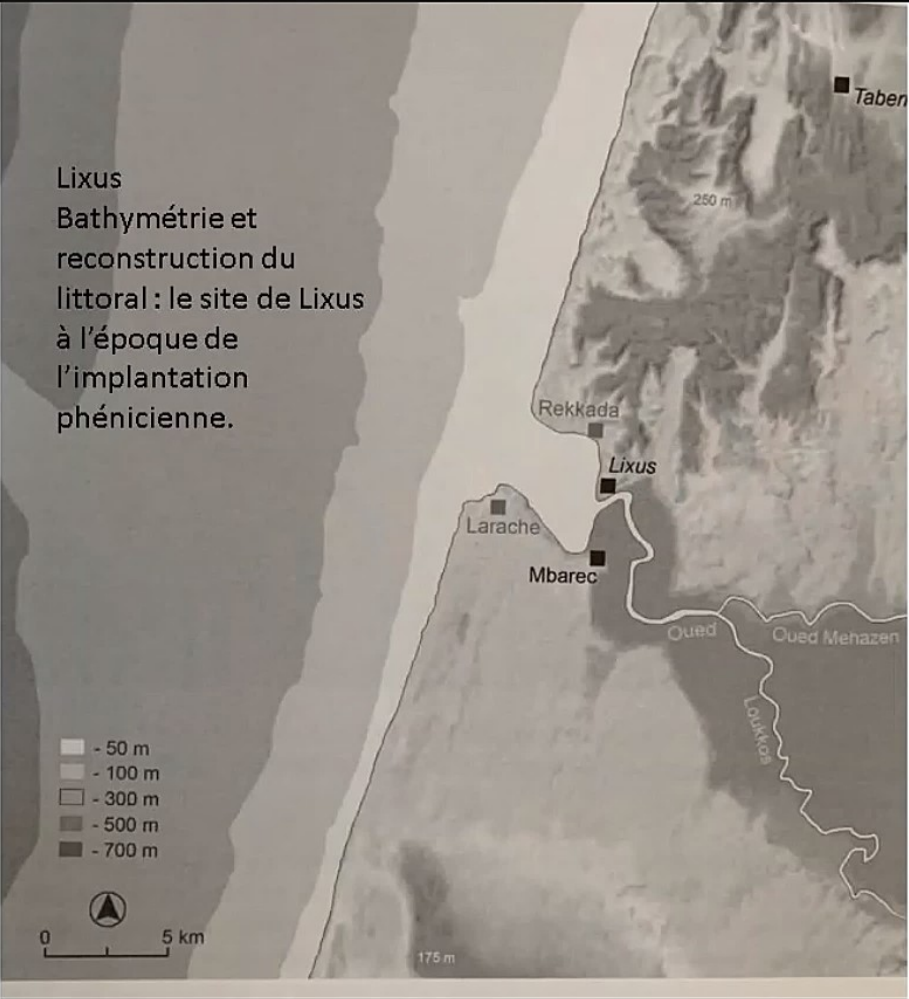 Lixus
Bathymétrie et
reconstruction du
littoral : le site de Lixus
à l’époque de
l’implantation
phénicienne.
Taben
250 m
Rekkada
Lixus
Larache
Mbarec
Oued
Oued Mehazen
Loukkos
- 50 m
- 100 m
- 300 m
- 500 m
- 700 m
0 5 km
175 m